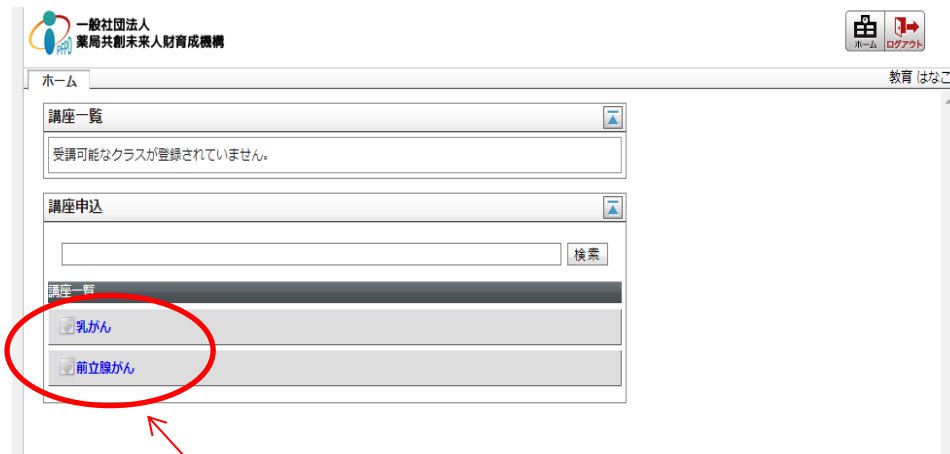 一般社団法人
薬局共創未来人財育成機構
PFPO
ホーム
ログアウト
ホーム
教育 はなこ
講座一覧
受講可能なクラスが登録されていません。
講座申込
検索
講座一覧
乳がん
前立腺がん